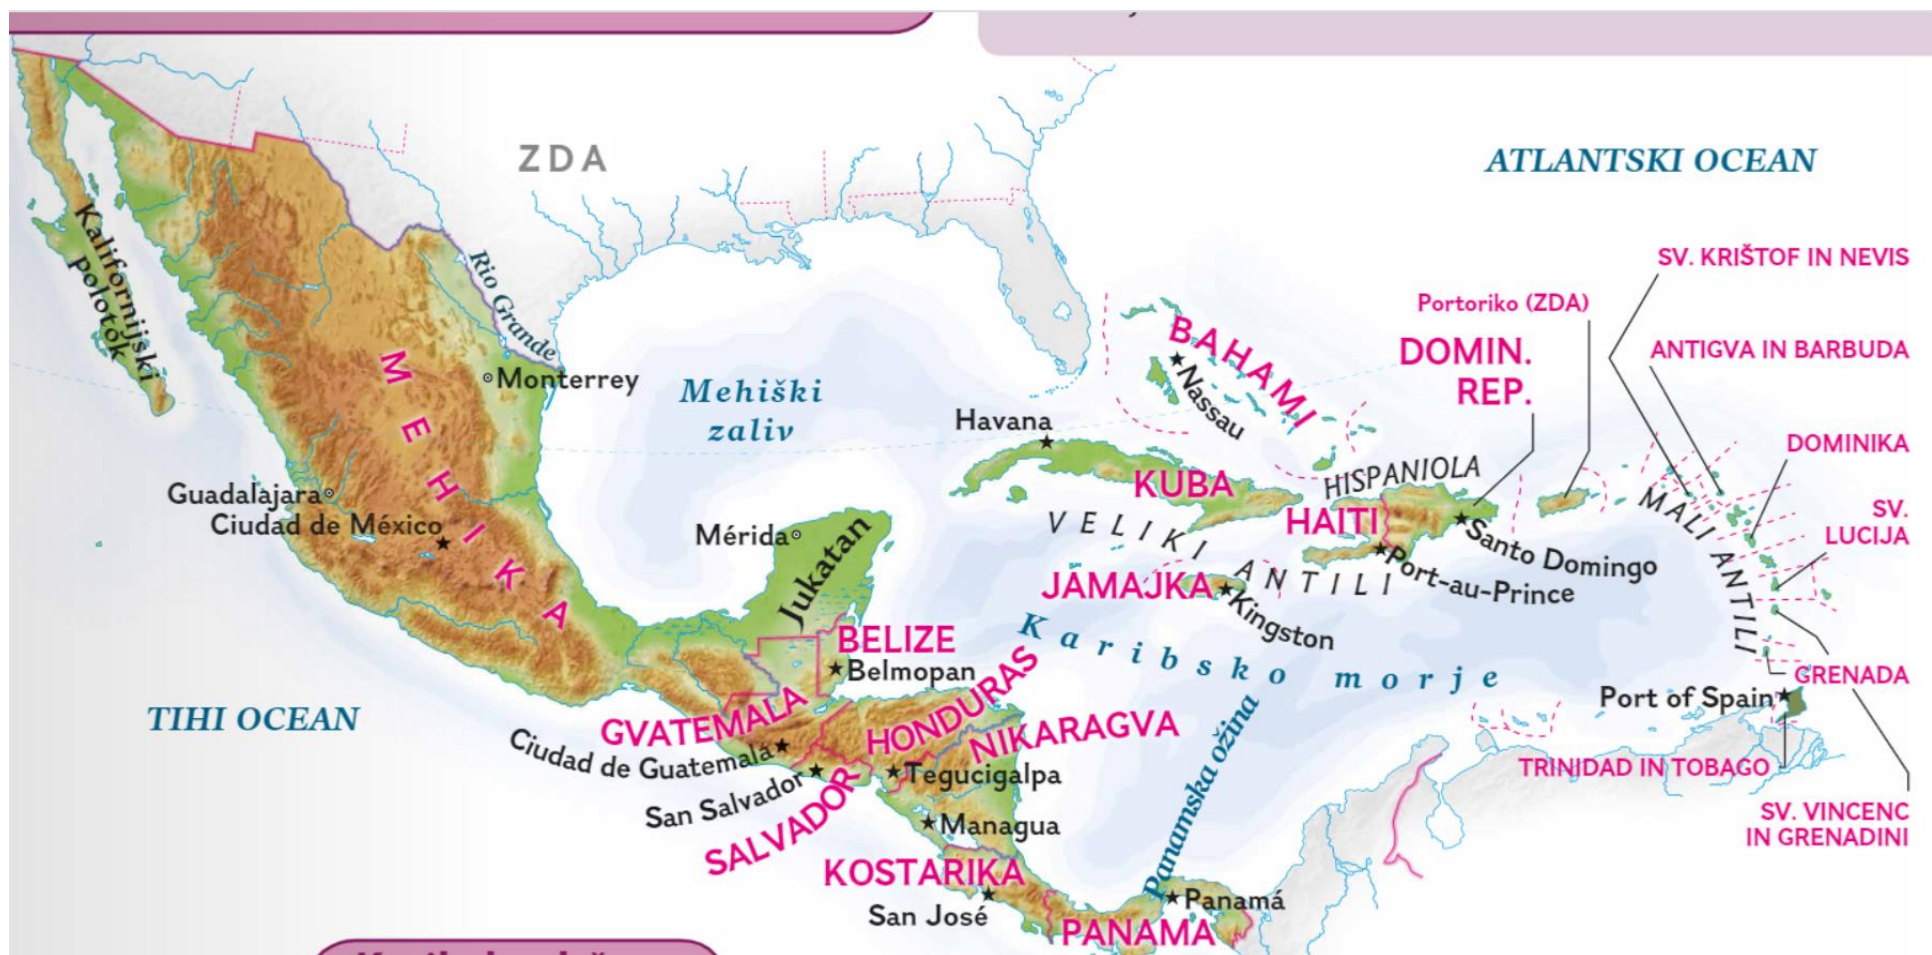 ZDA
ATLANTSKI OCEAN
SV. KRIŠTOF IN NEVIS
Kalifornijski
polotok
Rio Grande
Portoriko (ZDA)
BAHAMI
DOMIN.
REP.
ANTIGVA IN BARBUDA
MEHIKA
Monterrey
Mehiški
zaliv
Nassau
Havana
DOMINIKA
HISPANIOLA
KUBA
Guadalajara
Ciudad de México
Mérida
Jukatan
VELIKI ANTILI
HAITI
Santo Domingo
MALI ANTILI
SV.
LUCIJA
Port-au-Prince
JAMAJKA
Kingston
BELIZE
Belmopan
Karibsko morje
GRENADA
Port of Spain
TIHI OCEAN
GVATEMALA
HONDURAS
NIKARAGVA
Ciudad de Guatemalá
Tegucigalpa
San Salvador
SALVADOR
Panamska ožina
TRINIDAD IN TOBAGO
Managua
SV. VINCENC
IN GRENADINI
KOSTARIKA
San José
Panamá
PANAMA